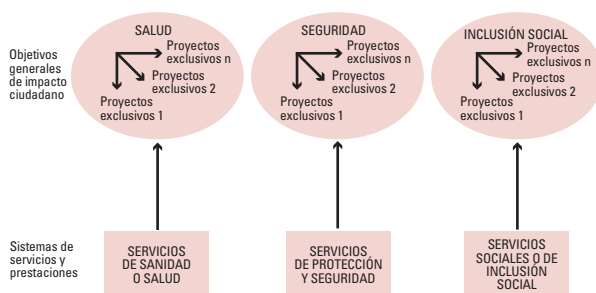 Objetivos
generales
de impacto
ciudadano
SALUD
Proyectos
exclusivos n
Proyectos
exclusivos 2
Proyectos
exclusivos 1
SEGURIDAD
Proyectos
exclusivos n
Proyectos
exclusivos 2
Proyectos
exclusivos 1
INCLUSIÓN SOCIAL
Proyectos
exclusivos n
Proyectos
exclusivos 2
Proyectos
exclusivos 1
Sistemas de
servicios y
prestaciones
SERVICIOS
DE SANIDAD
O SALUD
SERVICIOS
DE PROTECCIÓN
Y SEGURIDAD
SERVICIOS
SOCIALES O DE
INCLUSIÓN
SOCIAL